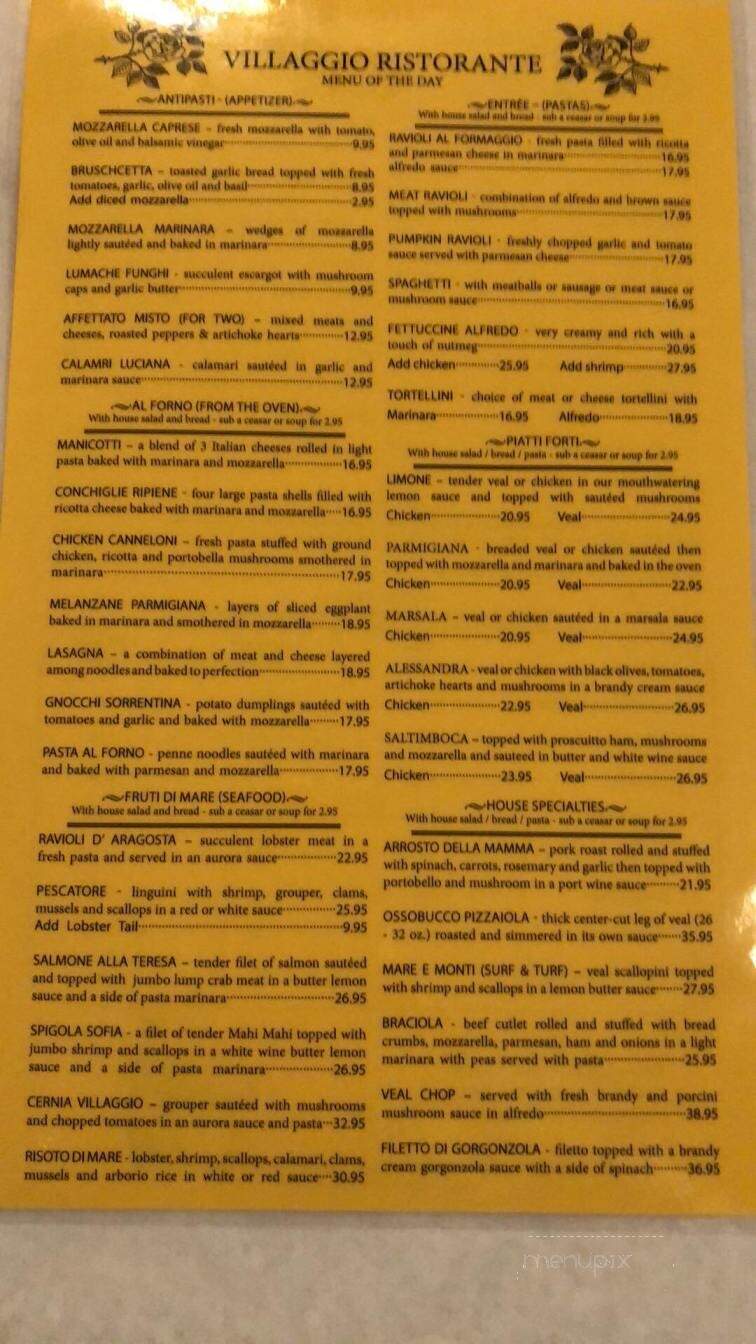 VILLAGGIO RISTORANTE
MENU OF THE DAY
ANTIPASTI - (APPETIZER)
MOZZARELLA CAPRESE – fresh mozzarella with tomato,
olive oil and balsamic vinegar 9.95
BRUSCHCETTA – toasted garlic bread topped with fresh
tomatoes, garlic, olive oil and basil 8.95
Add diced mozzarella 2.95
MOZZARELLA MARINARA – wedges of mozzarella
lightly sautéed and baked in marinara 8.95
LUMACHE FUNGHI - succulent escargot with mushroom
caps and garlic butter 9.95
AFFETTATO MISTO (FOR TWO) – mixed meats and
cheeses, roasted peppers & artichoke hearts 12.95
CALAMRI LUCIANA - calamari sautéed in garlic and
marinara sauce 12.95
AL FORNO (FROM THE OVEN)
With house salad and bread - sub a ceasar or soup for 2.95
MANICOTTI – a blend of 3 Italian cheeses rolled in light
pasta baked with marinara and mozzarella 16.95
CONCHIGLIE RIPIENE - four large pasta shells filled with
ricotta cheese baked with marinara and mozzarella 16.95
CHICKEN CANNELONI – fresh pasta stuffed with ground
chicken, ricotta and portobella mushrooms smothered in
marinara 17.95
MELANZANE PARMIGIANA - layers of sliced eggplant
baked in marinara and smothered in mozzarella 18.95
LASAGNA – a combination of meat and cheese layered
among noodles and baked to perfection 18.95
GNOCCHI SORRENTINA - potato dumplings sautéed with
tomatoes and garlic and baked with mozzarella 17.95
PASTA AL FORNO - penne noodles sautéed with marinara
and baked with parmesan and mozzarella 17.95
FRUTI DI MARE (SEAFOOD)
With house salad and bread - sub a ceasar or soup for 2.95
RAVIOLI D' ARAGOSTA – succulent lobster meat in a
fresh pasta and served in an aurora sauce 22.95
PESCATORE - linguini with shrimp, grouper, clams,
mussels and scallops in a red or white sauce 25.95
Add Lobster Tail 9.95
SALMONE ALLA TERESA – tender filet of salmon sautéed
and topped with jumbo lump crab meat in a butter lemon
sauce and a side of pasta marinara 26.95
SPIGOLA SOFIA - a filet of tender Mahi Mahi topped with
jumbo shrimp and scallops in a white wine butter lemon
sauce and a side of pasta marinara 26.95
CERNIA VILLAGGIO – grouper sautéed with mushrooms
and chopped tomatoes in an aurora sauce and pasta 32.95
RISOTO DI MARE - lobster, shrimp, scallops, calamari, clams,
mussels and arborio rice in white or red sauce 30.95
ENTRÉE – (PASTAS)
With house salad and bread - sub a ceasar or soup for 2.95
RAVIOLI AL FORMAGGIO - fresh pasta filled with ricotta
and parmesan cheese in marinara 16.95
alfredo sauce 17.95
MEAT RAVIOLI - combination of alfredo and brown sauce
topped with mushrooms 17.95
PUMPKIN RAVIOLI - freshly chopped garlic and tomato
sauce served with parmesan cheese 17.95
SPAGHETTI - with meatballs or sausage or meat sauce or
mushroom sauce 16.95
FETTUCCINE ALFREDO - very creamy and rich with a
touch of nutmeg 20.95
Add chicken 25.95 Add shrimp 27.95
TORTELLINI - choice of meat or cheese tortellini with
Marinara 16.95 Alfredo 18.95
PIATTI FORTI
With house salad / bread / pasta - sub a ceasar or soup for 2.95
LIMONE – tender veal or chicken in our mouthwatering
lemon sauce and topped with sautéed mushrooms
Chicken 20.95 Veal 24.95
PARMIGIANA - breaded veal or chicken sautéed then
topped with mozzarella and marinara and baked in the oven
Chicken 20.95 Veal 22.95
MARSALA – veal or chicken sautéed in a marsala sauce
Chicken 20.95 Veal 24.95
ALESSANDRA - veal or chicken with black olives, tomatoes,
artichoke hearts and mushrooms in a brandy cream sauce
Chicken 22.95 Veal 26.95
SALTIMBOCA – topped with proscuitto ham, mushrooms
and mozzarella and sauteed in butter and white wine sauce
Chicken 23.95 Veal 26.95
HOUSE SPECIALTIES
With house salad / bread / pasta - sub a ceasar or soup for 2.95
ARROSTO DELLA MAMMA – pork roast rolled and stuffed
with spinach, carrots, rosemary and garlic then topped with
portobello and mushroom in a port wine sauce 21.95
OSSOBUCCO PIZZAIOLA - thick center-cut leg of veal (26
- 32 oz.) roasted and simmered in its own sauce 35.95
MARE E MONTI (SURF & TURF) – veal scallopini topped
with shrimp and scallops in a lemon butter sauce 27.95
BRACIOLA - beef cutlet rolled and stuffed with bread
crumbs, mozzarella, parmesan, ham and onions in a light
marinara with peas served with pasta 25.95
VEAL CHOP – served with fresh brandy and porcini
mushroom sauce in alfredo 38.95
FILETTO DI GORGONZOLA - filetto topped with a brandy
cream gorgonzola sauce with a side of spinach 36.95
menupix